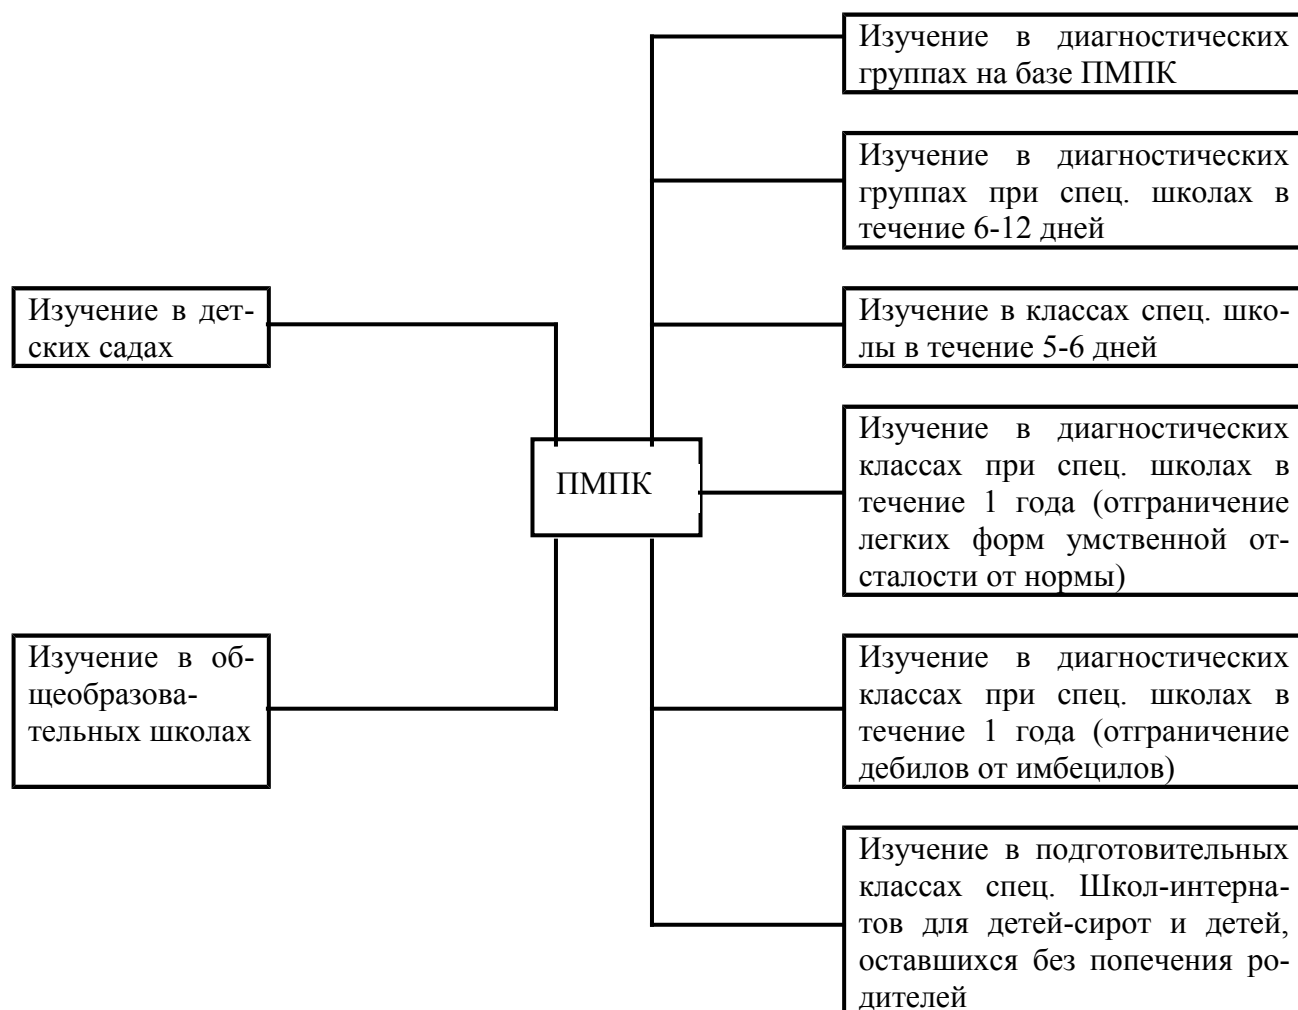 Изучение в дет-
ских садах
Изучение в об-
щеобразова-
тельных школах
ПМПК
Изучение в диагностических
группах на базе ПМПК
Изучение в диагностических
группах при спец. школах в
течение 6-12 дней
Изучение в классах спец. шко-
лы в течение 5-6 дней
Изучение в диагностических
классах при спец. школах в
течение 1 года (отграничение
легких форм умственной от-
сталости от нормы)
Изучение в диагностических
классах при спец. школах в
течение 1 года (отграничение
дебилов от имбецилов)
Изучение в подготовительных
классах спец. Школ-интерна-
тов для детей-сирот и детей,
оставшихся без попечения ро-
дителей